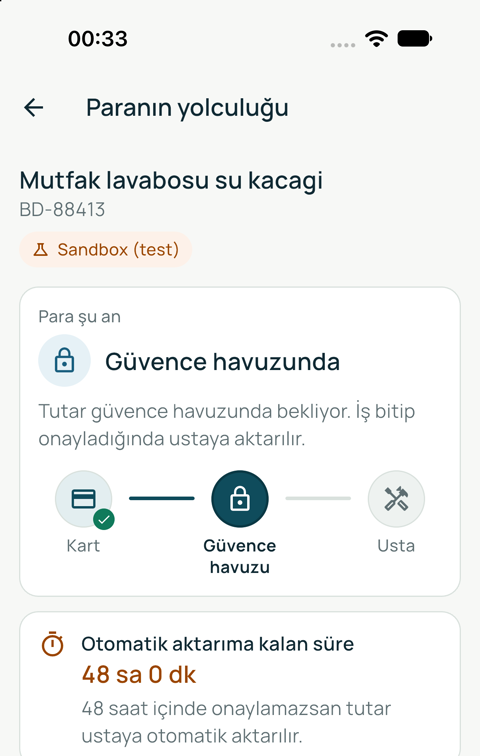 00:33
Paranın yolculuğu
Mutfak lavabosu su kacagi
BD-88413
Sandbox (test)
Para şu an
Güvence havuzunda
Tutar güvence havuzunda bekliyor. İş bitip
onayladığında ustaya aktarılır.
Kart
Güvence
havuzu
Usta
Otomatik aktarıma kalan süre
48 sa 0 dk
48 saat içinde onaylamazsan tutar
ustaya otomatik aktarılır.